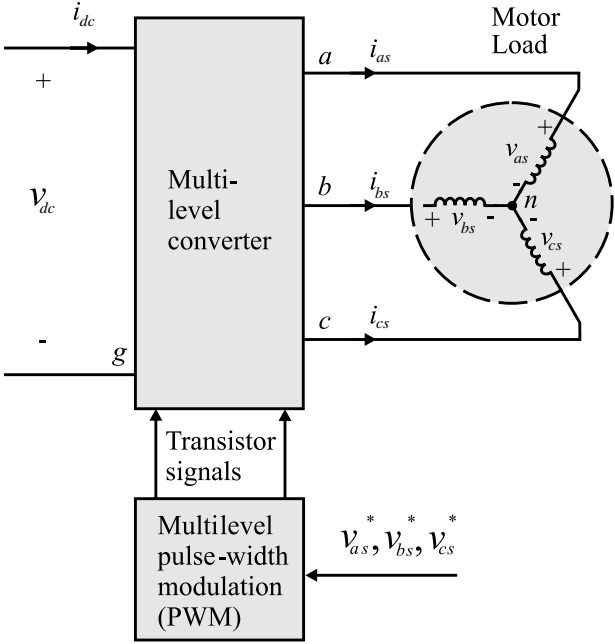 i_dc
Motor
Load
a
i_as
+
+
v_as
-
Multi-
level
converter
v_dc
b
i_bs
n
+
v_bs
-
-
v_cs
+
c
i_cs
-
g
Transistor
signals
Multilevel
pulse-width
modulation
(PWM)
v_as^*, v_bs^*, v_cs^*